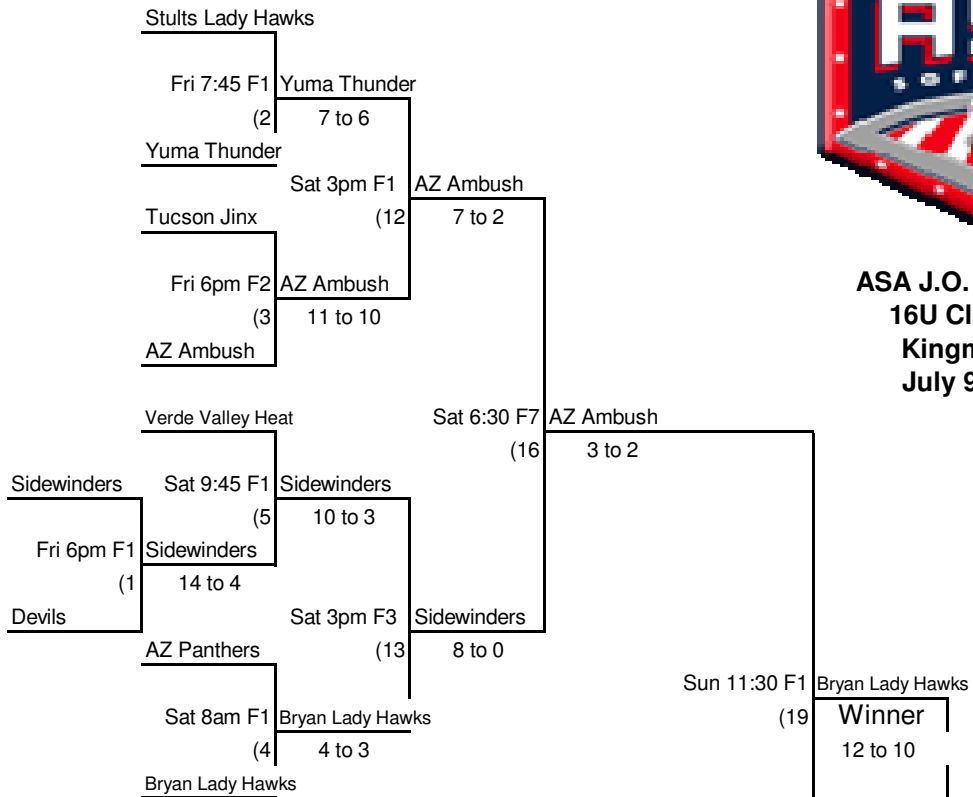 Stults Lady Hawks
Fri 7:45 F1 Yuma Thunder
(2 7 to 6
Yuma Thunder
Sat 3pm F1 AZ Ambush
Tucson Jinx (12 7 to 2
Fri 6pm F2 AZ Ambush
ASA J.O.
(3 11 to 10
16U Cl
AZ Ambush
Kingm
July 9
Verde Valley Heat Sat 6:30 F7 AZ Ambush
(16 3 to 2
Sidewinders Sat 9:45 F1 Sidewinders
(5 10 to 3
Fri 6pm F1 Sidewinders
(1 14 to 4
Devils Sat 3pm F3 Sidewinders
AZ Panthers (13 8 to 0
Sun 11:30 F1 Bryan Lady Hawks
Sat 8am F1 Bryan Lady Hawks (19 Winner
(4 4 to 3 12 to 10
Bryan Lady Hawks